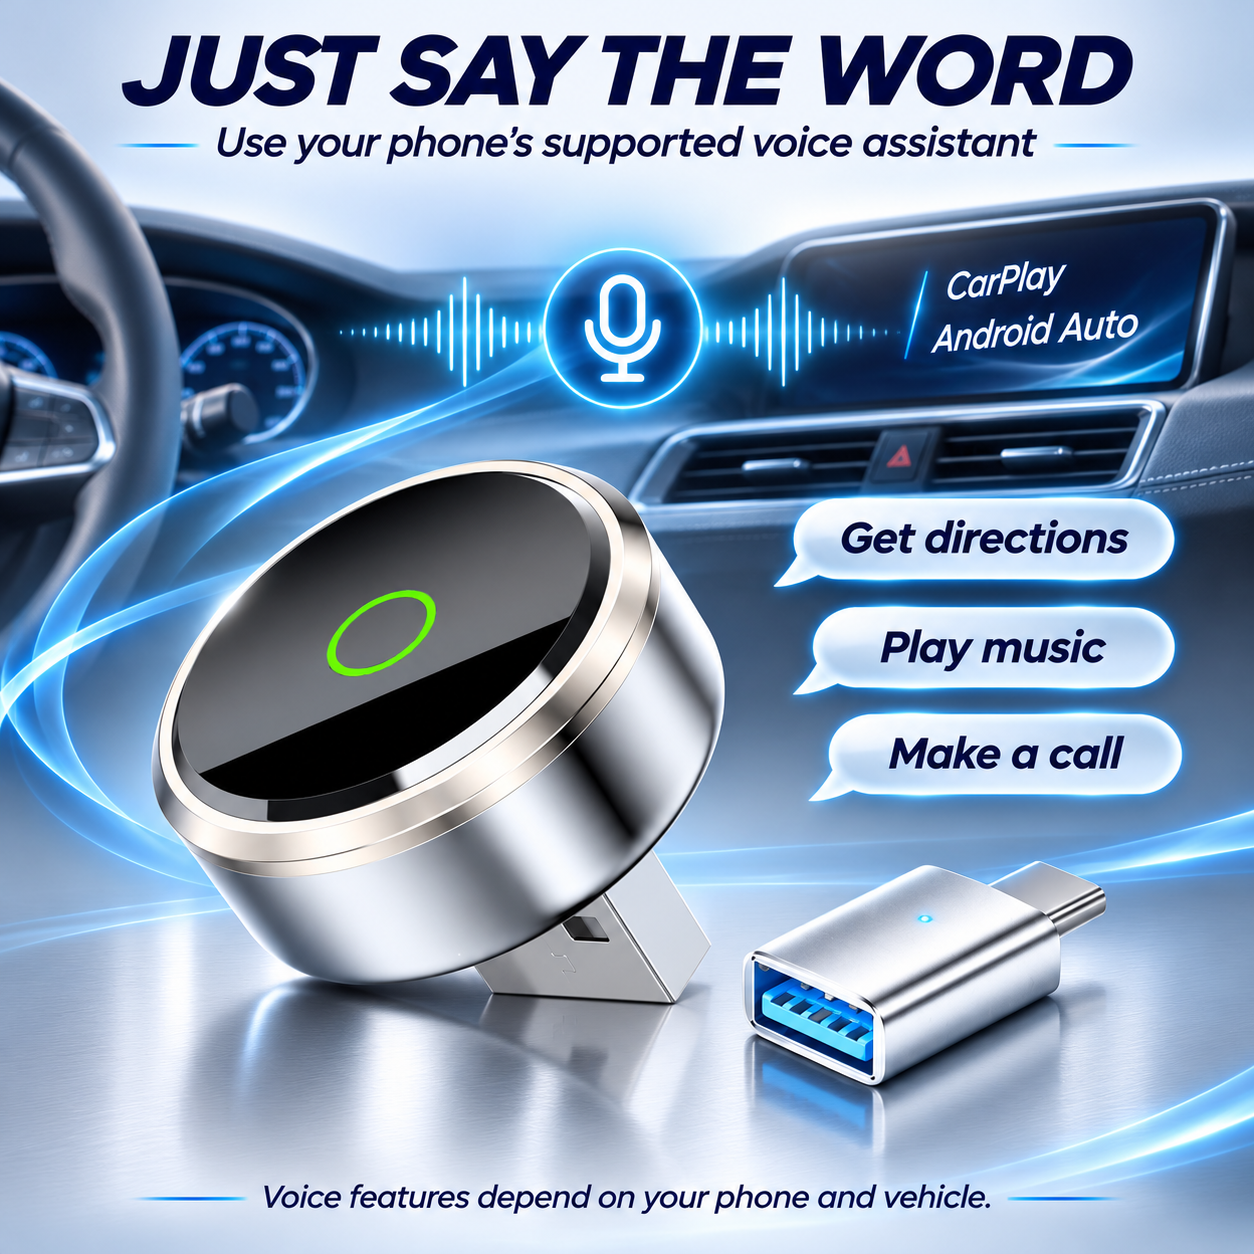 JUST SAY THE WORD
Use your phone's supported voice assistant
CarPlay
Android Auto
Get directions
Play music
Make a call
Voice features depend on your phone and vehicle.